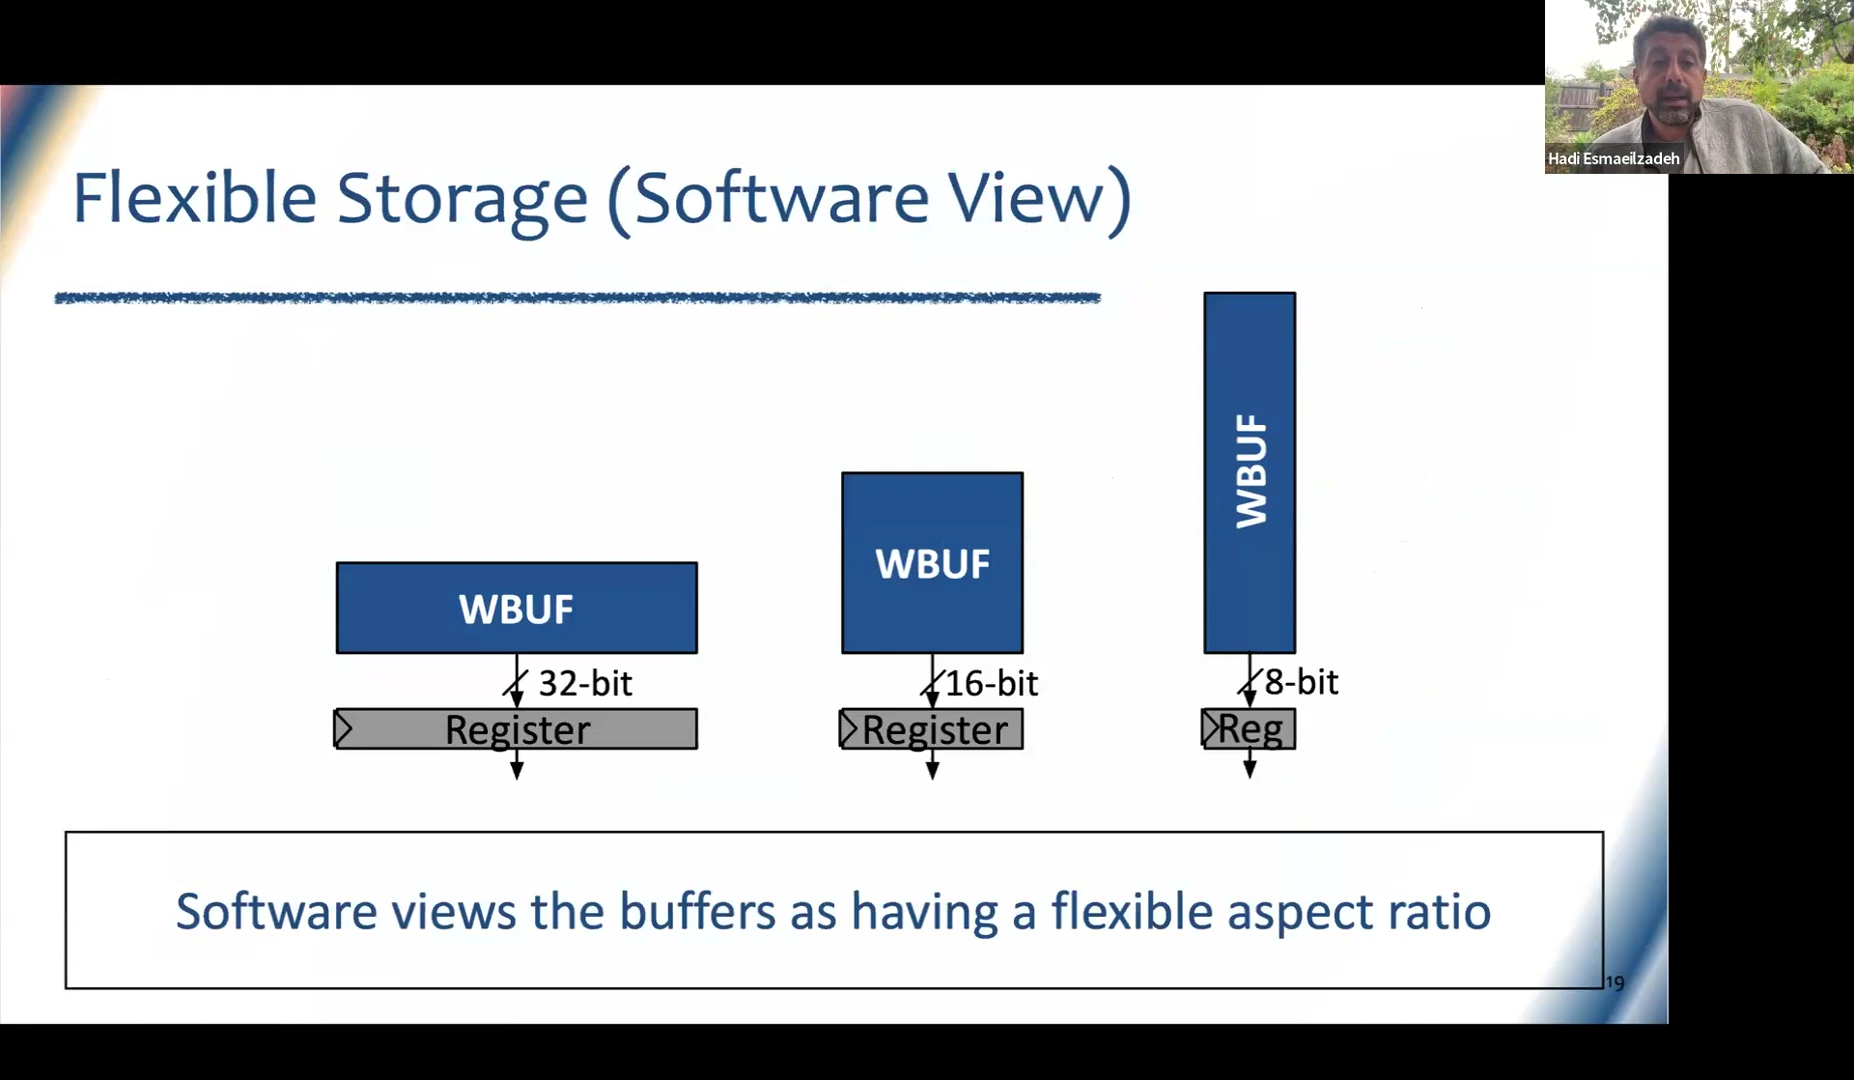 Hadi Esmaeilzadeh
Flexible Storage (Software View)
WBUF
WBUF
WBUF
32-bit
16-bit
8-bit
Register
Register
Reg
Software views the buffers as having a flexible aspect ratio
19